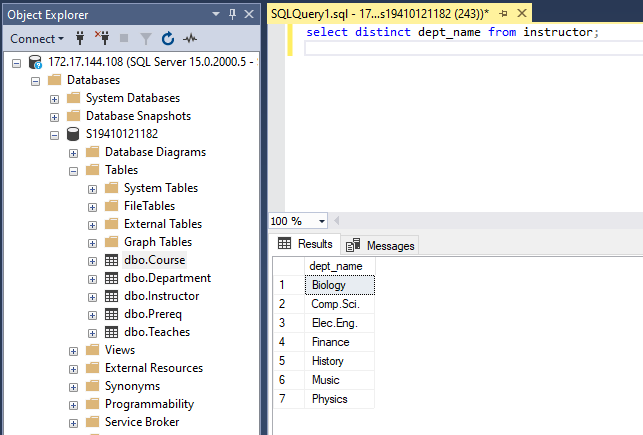 Object Explorer
Connect
172.17.144.108 (SQL Server 15.0.2000.5 -
Databases
System Databases
Database Snapshots
S19410121182
Database Diagrams
Tables
System Tables
FileTables
External Tables
Graph Tables
dbo.Course
dbo.Department
dbo.Instructor
dbo.Prereq
dbo.Teaches
Views
External Resources
Synonyms
Programmability
Service Broker
SQLQuery1.sql - 17...s19410121182 (243))*
select distinct dept_name from instructor;
100 %
Results Messages
dept_name
1 Biology
2 Comp.Sci.
3 Elec.Eng.
4 Finance
5 History
6 Music
7 Physics